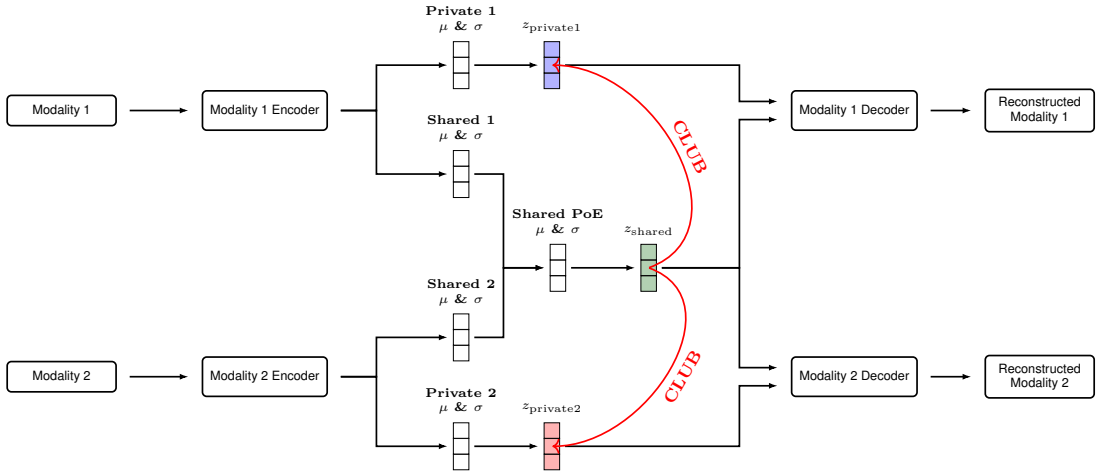 Private 1
μ & σ
z_private1
Modality 1
Modality 1 Encoder
Modality 1 Decoder
Reconstructed
Modality 1
Shared 1
μ & σ
CLUB
Shared PoE
μ & σ
z_shared
Shared 2
μ & σ
CLUB
Modality 2
Modality 2 Encoder
Modality 2 Decoder
Reconstructed
Modality 2
Private 2
μ & σ
z_private2